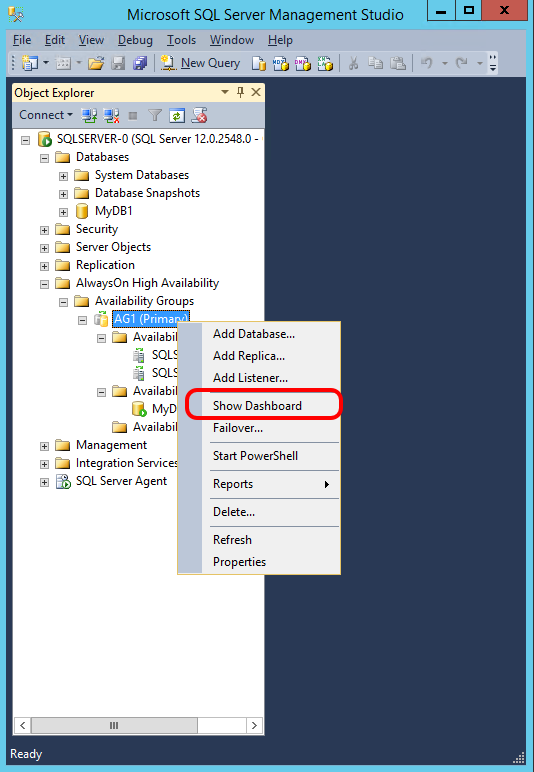 Microsoft SQL Server Management Studio
File Edit View Debug Tools Window Help
New Query
Object Explorer
Connect
SQLSERVER-0 (SQL Server 12.0.2548.0 -
Databases
System Databases
Database Snapshots
MyDB1
Security
Server Objects
Replication
AlwaysOn High Availability
Availability Groups
AG1 (Primary)
Availabil
SQLS
SQLS
Availabil
MyD
Availabil
Management
Integration Services
SQL Server Agent
Add Database...
Add Replica...
Add Listener...
Show Dashboard
Failover...
Start PowerShell
Reports
Delete...
Refresh
Properties
Ready